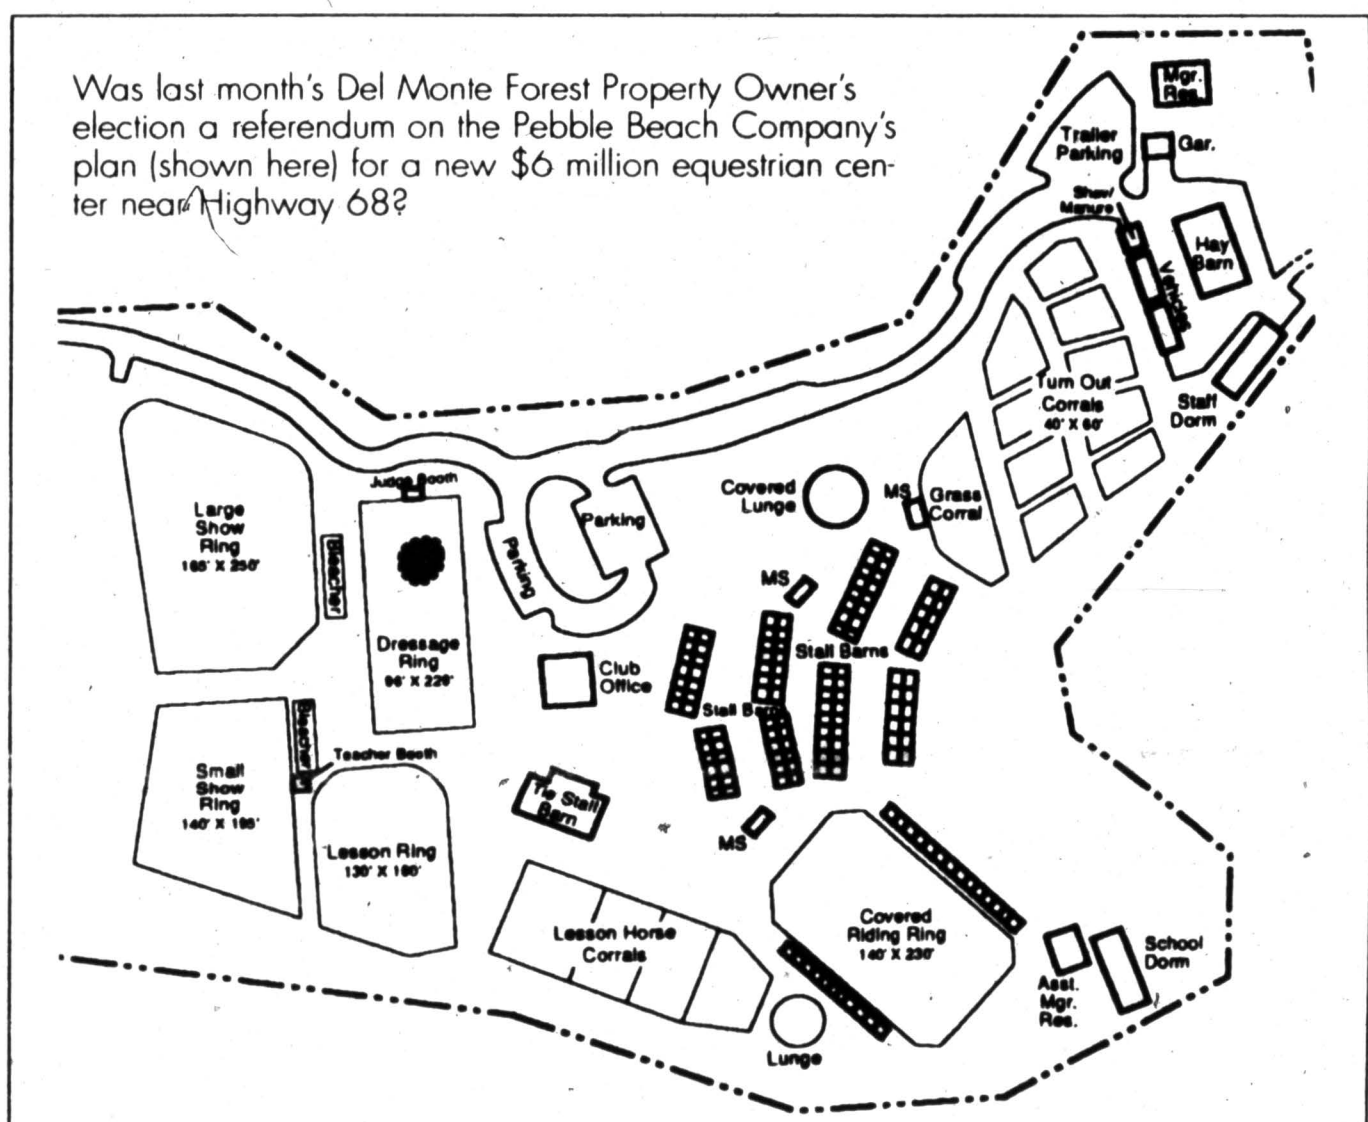 Was last month's Del Monte Forest Property Owner's
election a referendum on the Pebble Beach Company's
plan (shown here) for a new $6 million equestrian cen-
ter near Highway 68?
Mgr.
Res.
Trailer
Parking
Gar.
Manure
Hay
Barn
Vehicles
Turn Out
Corrals
40' X 60'
Staff
Dorm
Judge Booth
Large
Show
Ring
165' X 250'
Bleacher
Parking
Parking
Covered
Lunge
MS
Grass
Corral
MS
Dressage
Ring
Club
Office
Stall Barns
Stall Barns
Bleacher
Teacher Booth
Small
Show
Ring
Tie Stall
Barn
MS
Lesson Ring
Lesson Horse
Corrals
Covered
Riding Ring
140' X 230'
School
Dorm
Asst.
Mgr.
Res.
Lunge